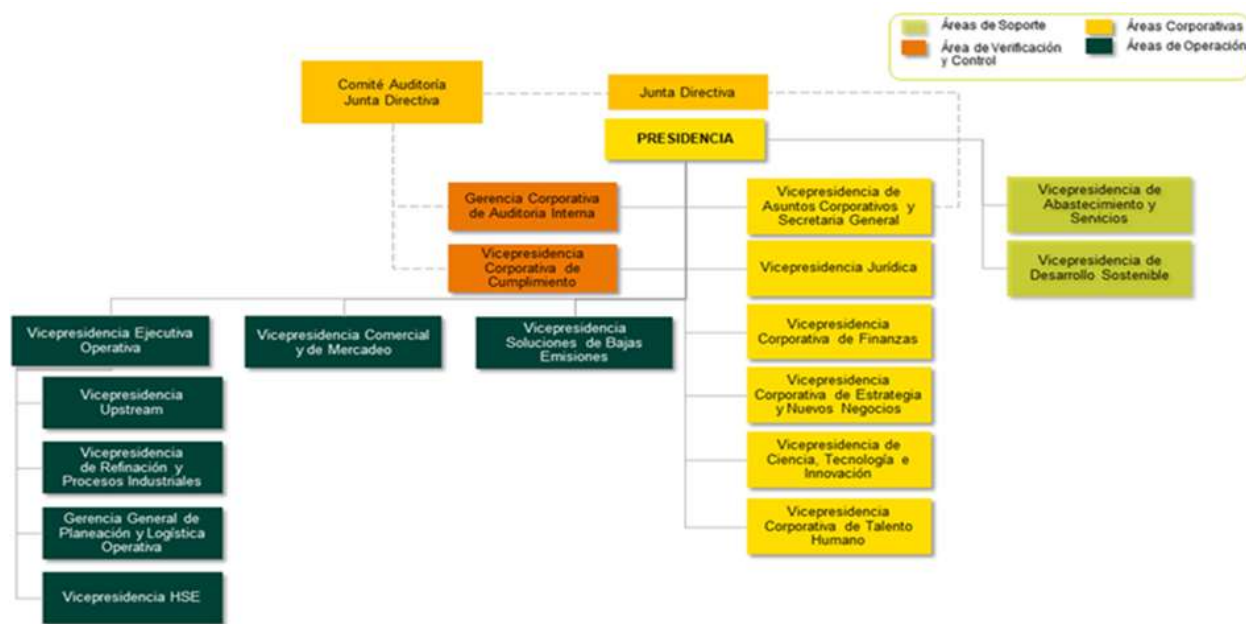 Áreas de Soporte
Áreas Corporativas
Área de Verificación
y Control
Áreas de Operación
Comité Auditoría
Junta Directiva
Junta Directiva
PRESIDENCIA
Gerencia Corporativa
de Auditoria Interna
Vicepresidencia de
Asuntos Corporativos y
Secretaria General
Vicepresidencia de
Abastecimiento y
Servicios
Vicepresidencia
Corporativa de
Cumplimiento
Vicepresidencia Jurídica
Vicepresidencia de
Desarrollo Sostenible
Vicepresidencia Ejecutiva
Operativa
Vicepresidencia Comercial
y de Mercadeo
Vicepresidencia
Soluciones de Bajas
Emisiones
Vicepresidencia
Corporativa de Finanzas
Vicepresidencia
Upstream
Vicepresidencia
Corporativa de Estrategia
y Nuevos Negocios
Vicepresidencia
de Refinación y
Procesos Industriales
Vicepresidencia de
Ciencia, Tecnología e
Innovación
Gerencia General de
Planeación y Logística
Operativa
Vicepresidencia
Corporativa de Talento
Humano
Vicepresidencia HSE